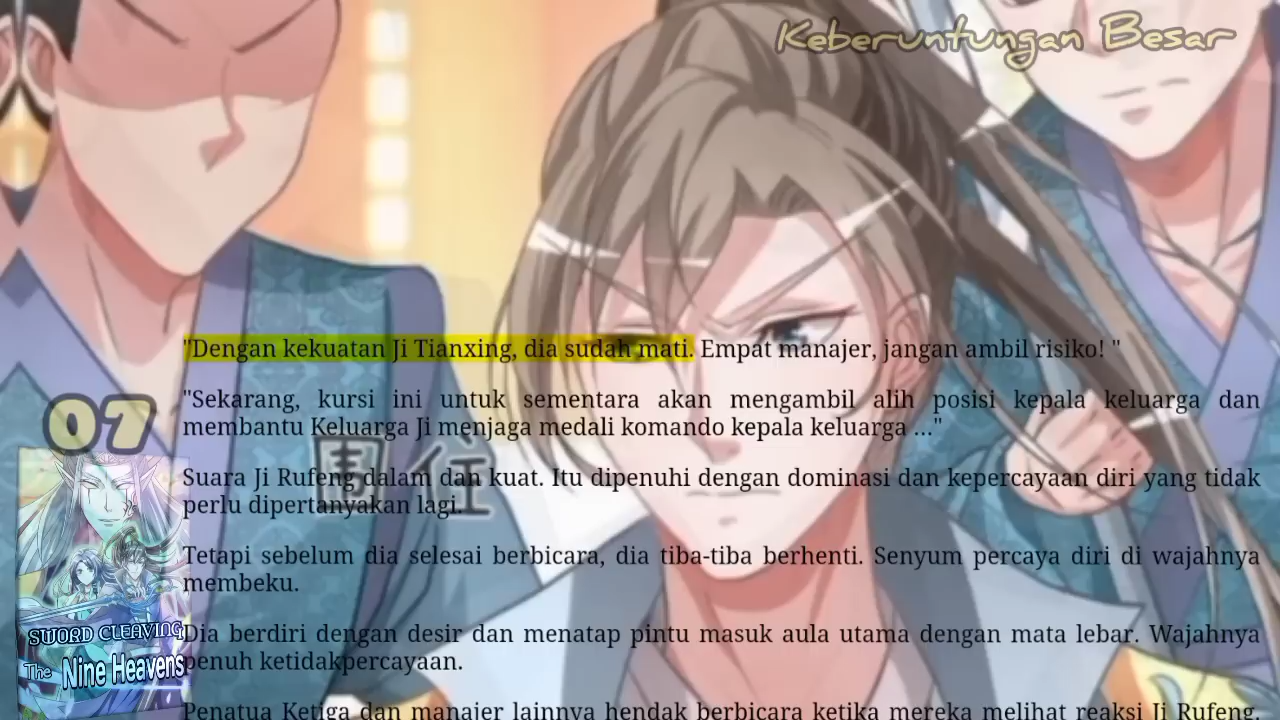 Keberuntungan Besar
"Dengan kekuatan Ji Tianxing, dia sudah mati. Empat manajer, jangan ambil risiko! "
"Sekarang, kursi ini untuk sementara akan mengambil alih posisi kepala keluarga dan
membantu Keluarga Ji menjaga medali komando kepala keluarga ..."
07
團住
Suara Ji Rufeng dalam dan kuat. Itu dipenuhi dengan dominasi dan kepercayaan diri yang tidak
perlu dipertanyakan lagi.
Tetapi sebelum dia selesai berbicara, dia tiba-tiba berhenti. Senyum percaya diri di wajahnya
membeku.
Dia berdiri dengan desir dan menatap pintu masuk aula utama dengan mata lebar. Wajahnya
penuh ketidakpercayaan.
SWORD CLEAVING
The Nine Heavens
Penatua Ketiga dan manajer lainnya hendak berbicara ketika mereka melihat reaksi Ji Rufeng.